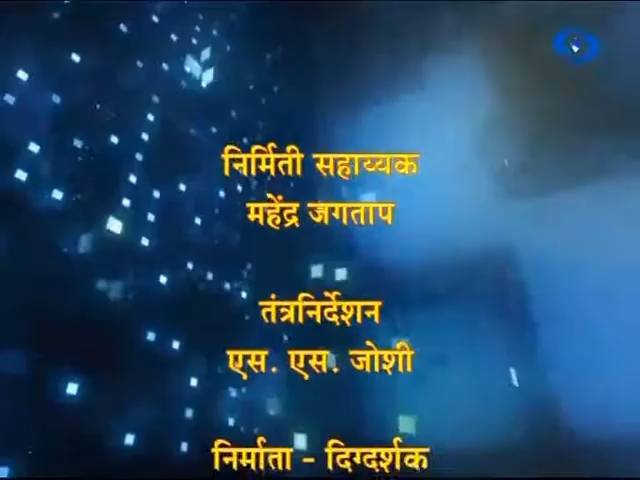 निर्मिती सहाय्यक
महेंद्र जगताप
तंत्रनिर्देशन
एस. एस. जोशी
निर्माता - दिग्दर्शक